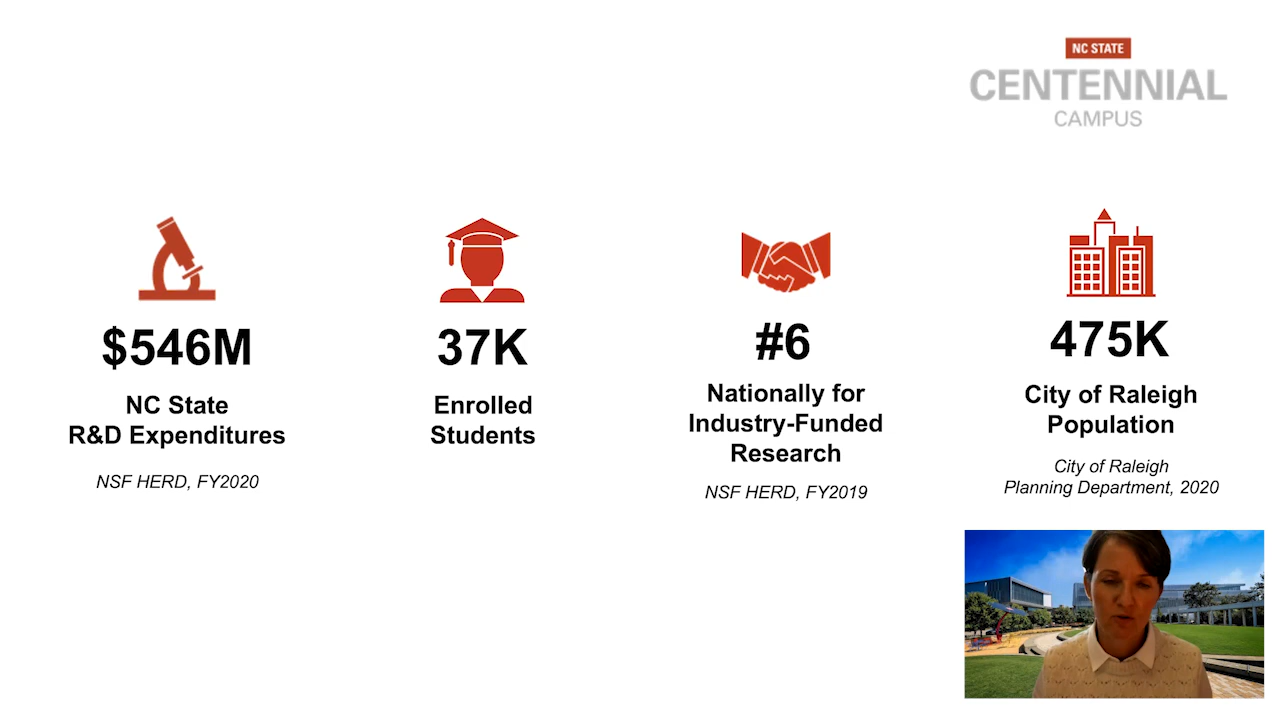 NC STATE
CENTENNIAL
CAMPUS
$546M
NC State
R&D Expenditures
NSF HERD, FY2020
37K
Enrolled
Students
#6
Nationally for
Industry-Funded
Research
NSF HERD, FY2019
475K
City of Raleigh
Population
City of Raleigh
Planning Department, 2020